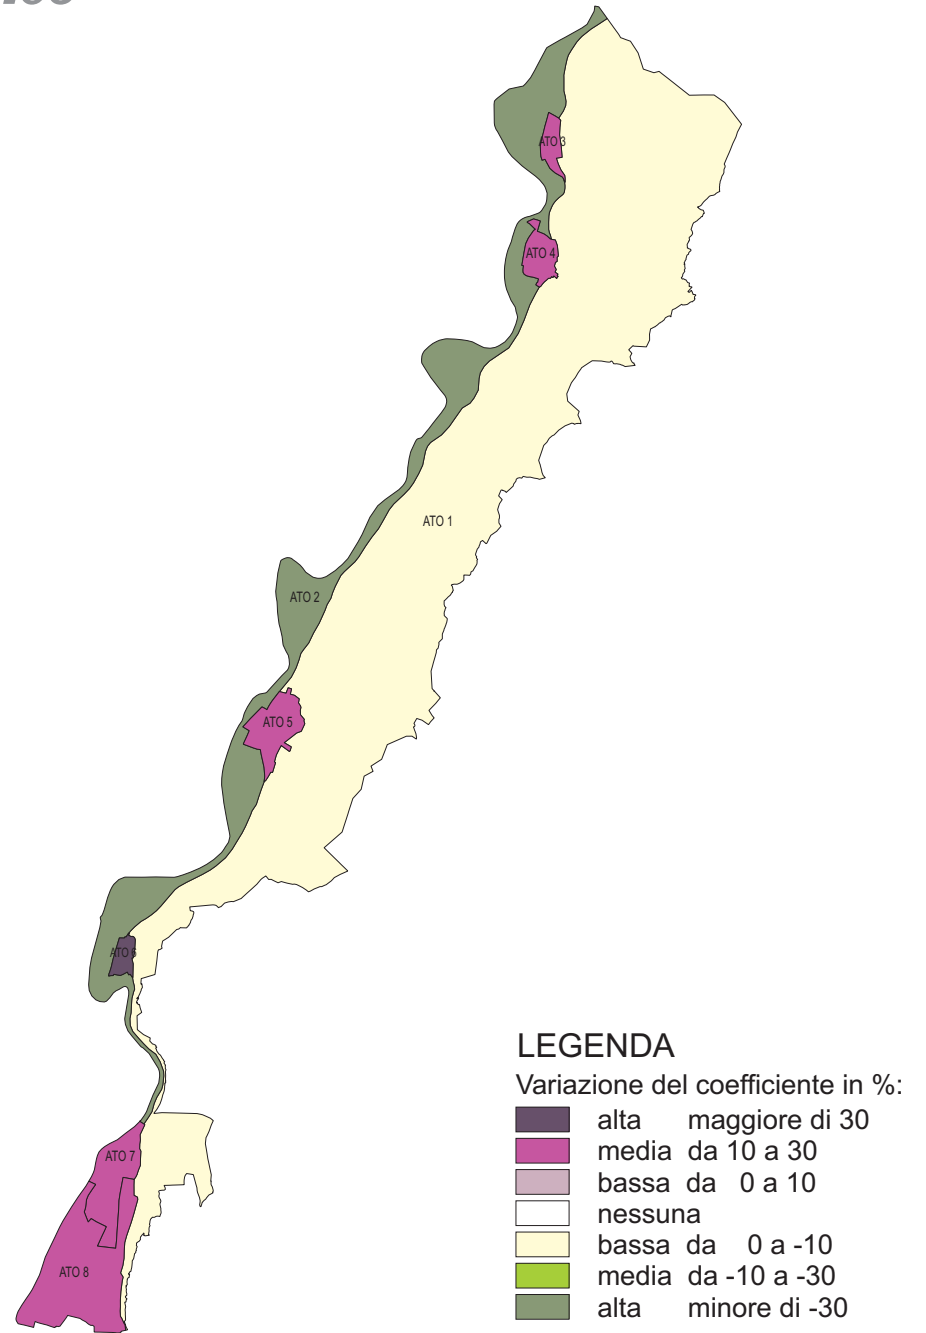 ATO 3
ATO 4
ATO 1
ATO 2
ATO 5
ATO 6
ATO 7
ATO 8
LEGENDA
Variazione del coefficiente in %:
alta maggiore di 30
media da 10 a 30
bassa da 0 a 10
nessuna
bassa da 0 a -10
media da -10 a -30
alta minore di -30